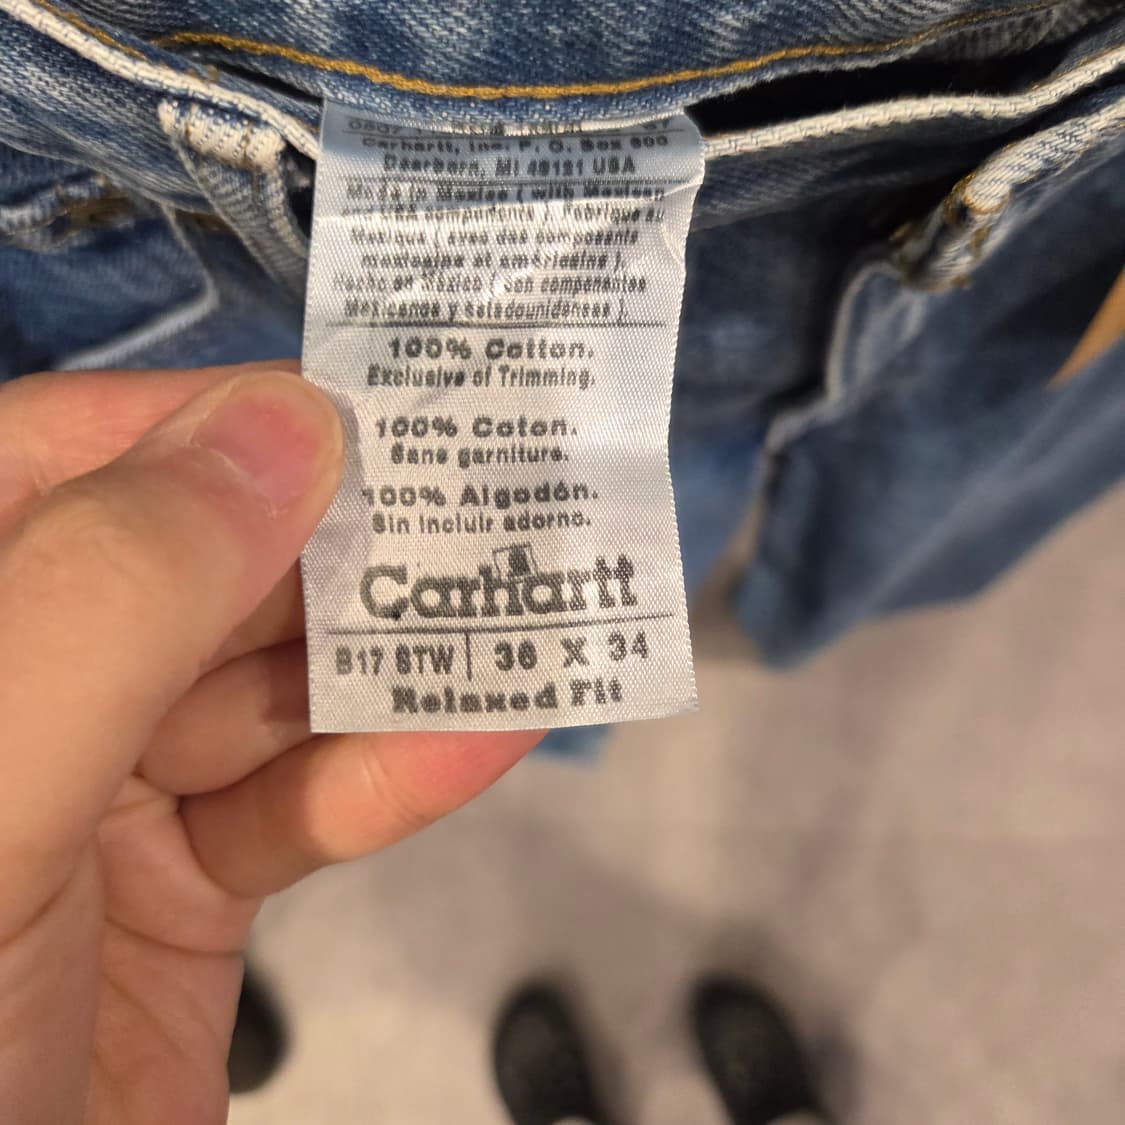 Carhartt, Inc. P. O. Box 600
Dearborn, MI 48121 USA
Made in Mexico ( with Mexican
components ). Fabriqué au
Mexique ( avec des composants
mexicains et américains ).
Hecho en México ( con componentes
Mexicanos y estadounidenses ).
100% Cotton.
Exclusive of Trimming.
100% Coton.
Sans garniture.
100% Algodón.
Sin incluir adorno.
Carhartt
B17 STW 36 X 34
Relaxed Fit